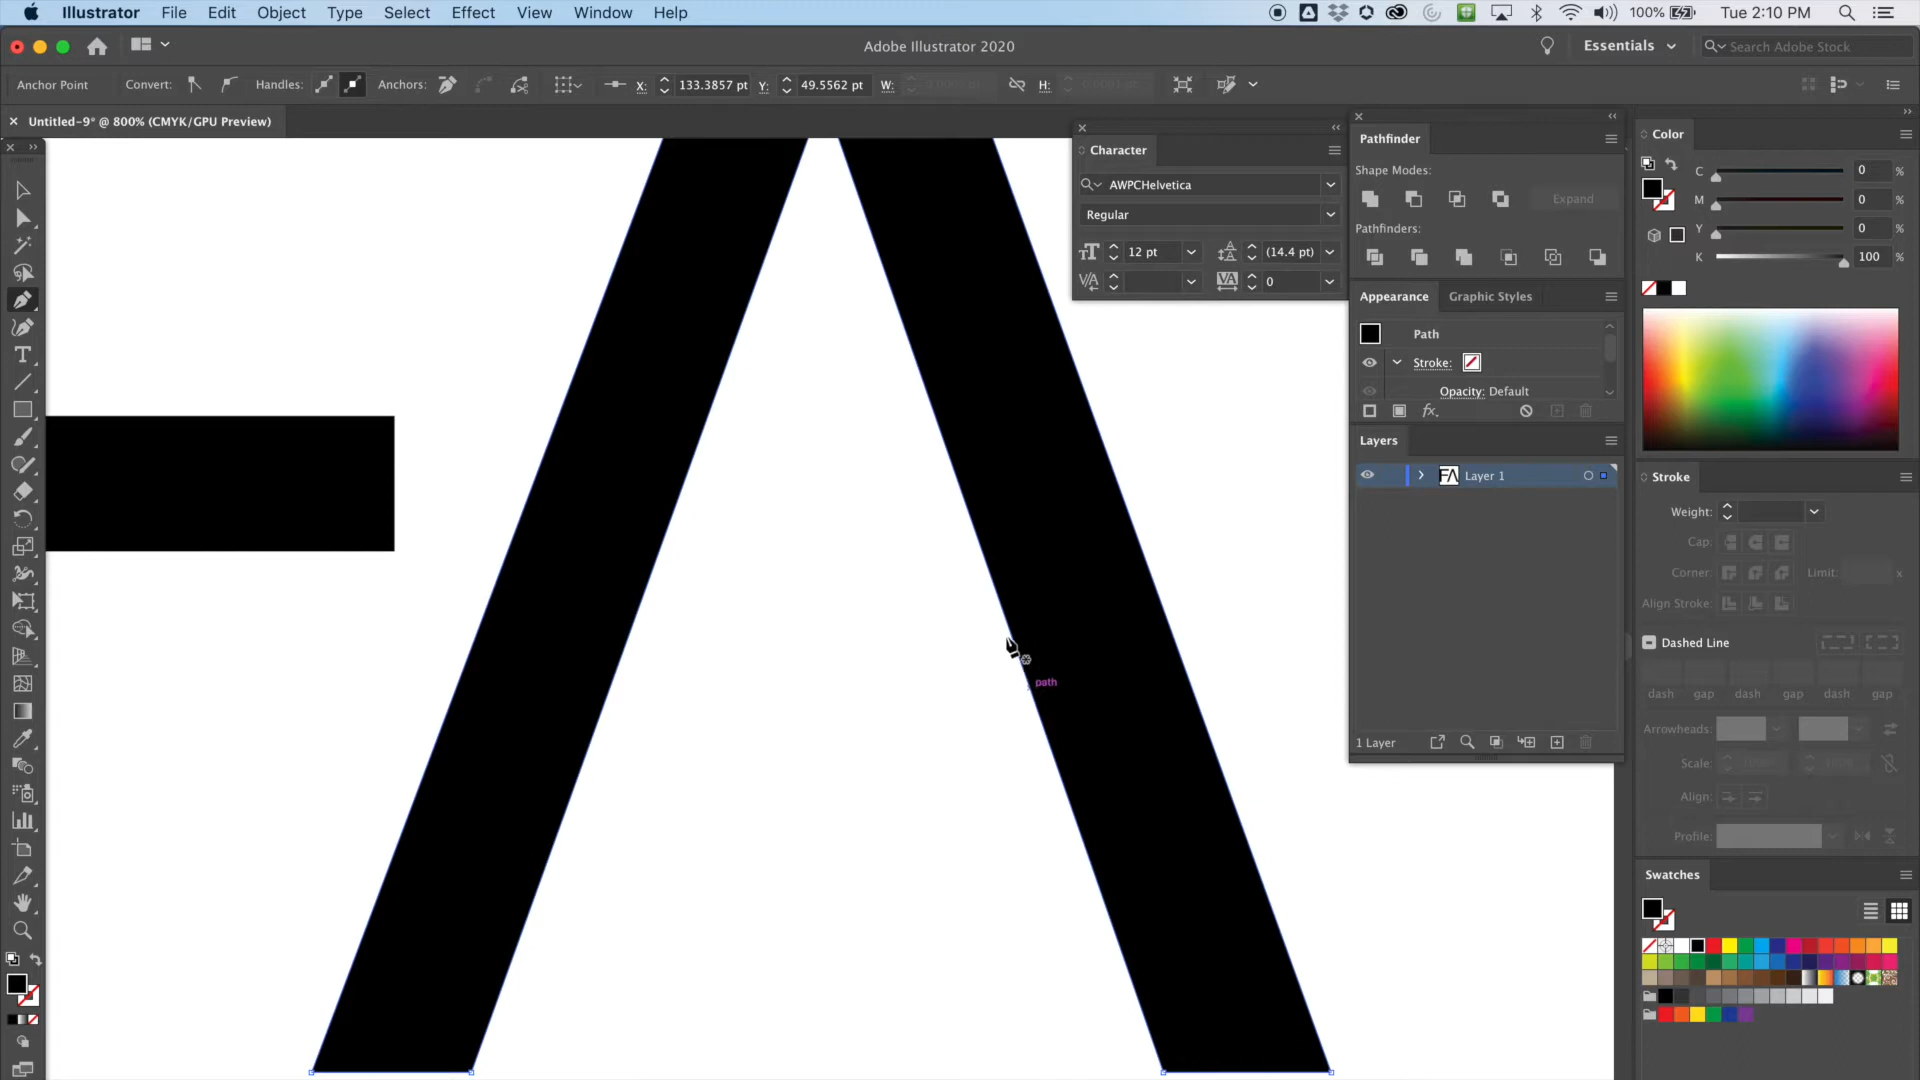 Illustrator File Edit Object Type Select Effect View Window Help 100% Tue 2:10 PM
Adobe Illustrator 2020 Essentials Search Adobe Stock
Anchor Point Convert: Handles: Anchors: X: 133.3857 pt Y: 49.5562 pt W: H:
Untitled-9* @ 800% (CMYK/GPU Preview)
Character
AWPCHelvetica
Regular
12 pt (14.4 pt)
0
Pathfinder
Shape Modes:
Expand
Pathfinders:
Appearance Graphic Styles
Path
Stroke:
Opacity: Default
fx.
Layers
FA Layer 1
1 Layer
path
Color
C 0 %
M 0 %
Y 0 %
K 100 %
Stroke
Weight:
Cap:
Corner: Limit: x
Align Stroke:
Dashed Line
dash gap dash gap dash gap
Arrowheads:
Scale:
Align:
Profile:
Swatches